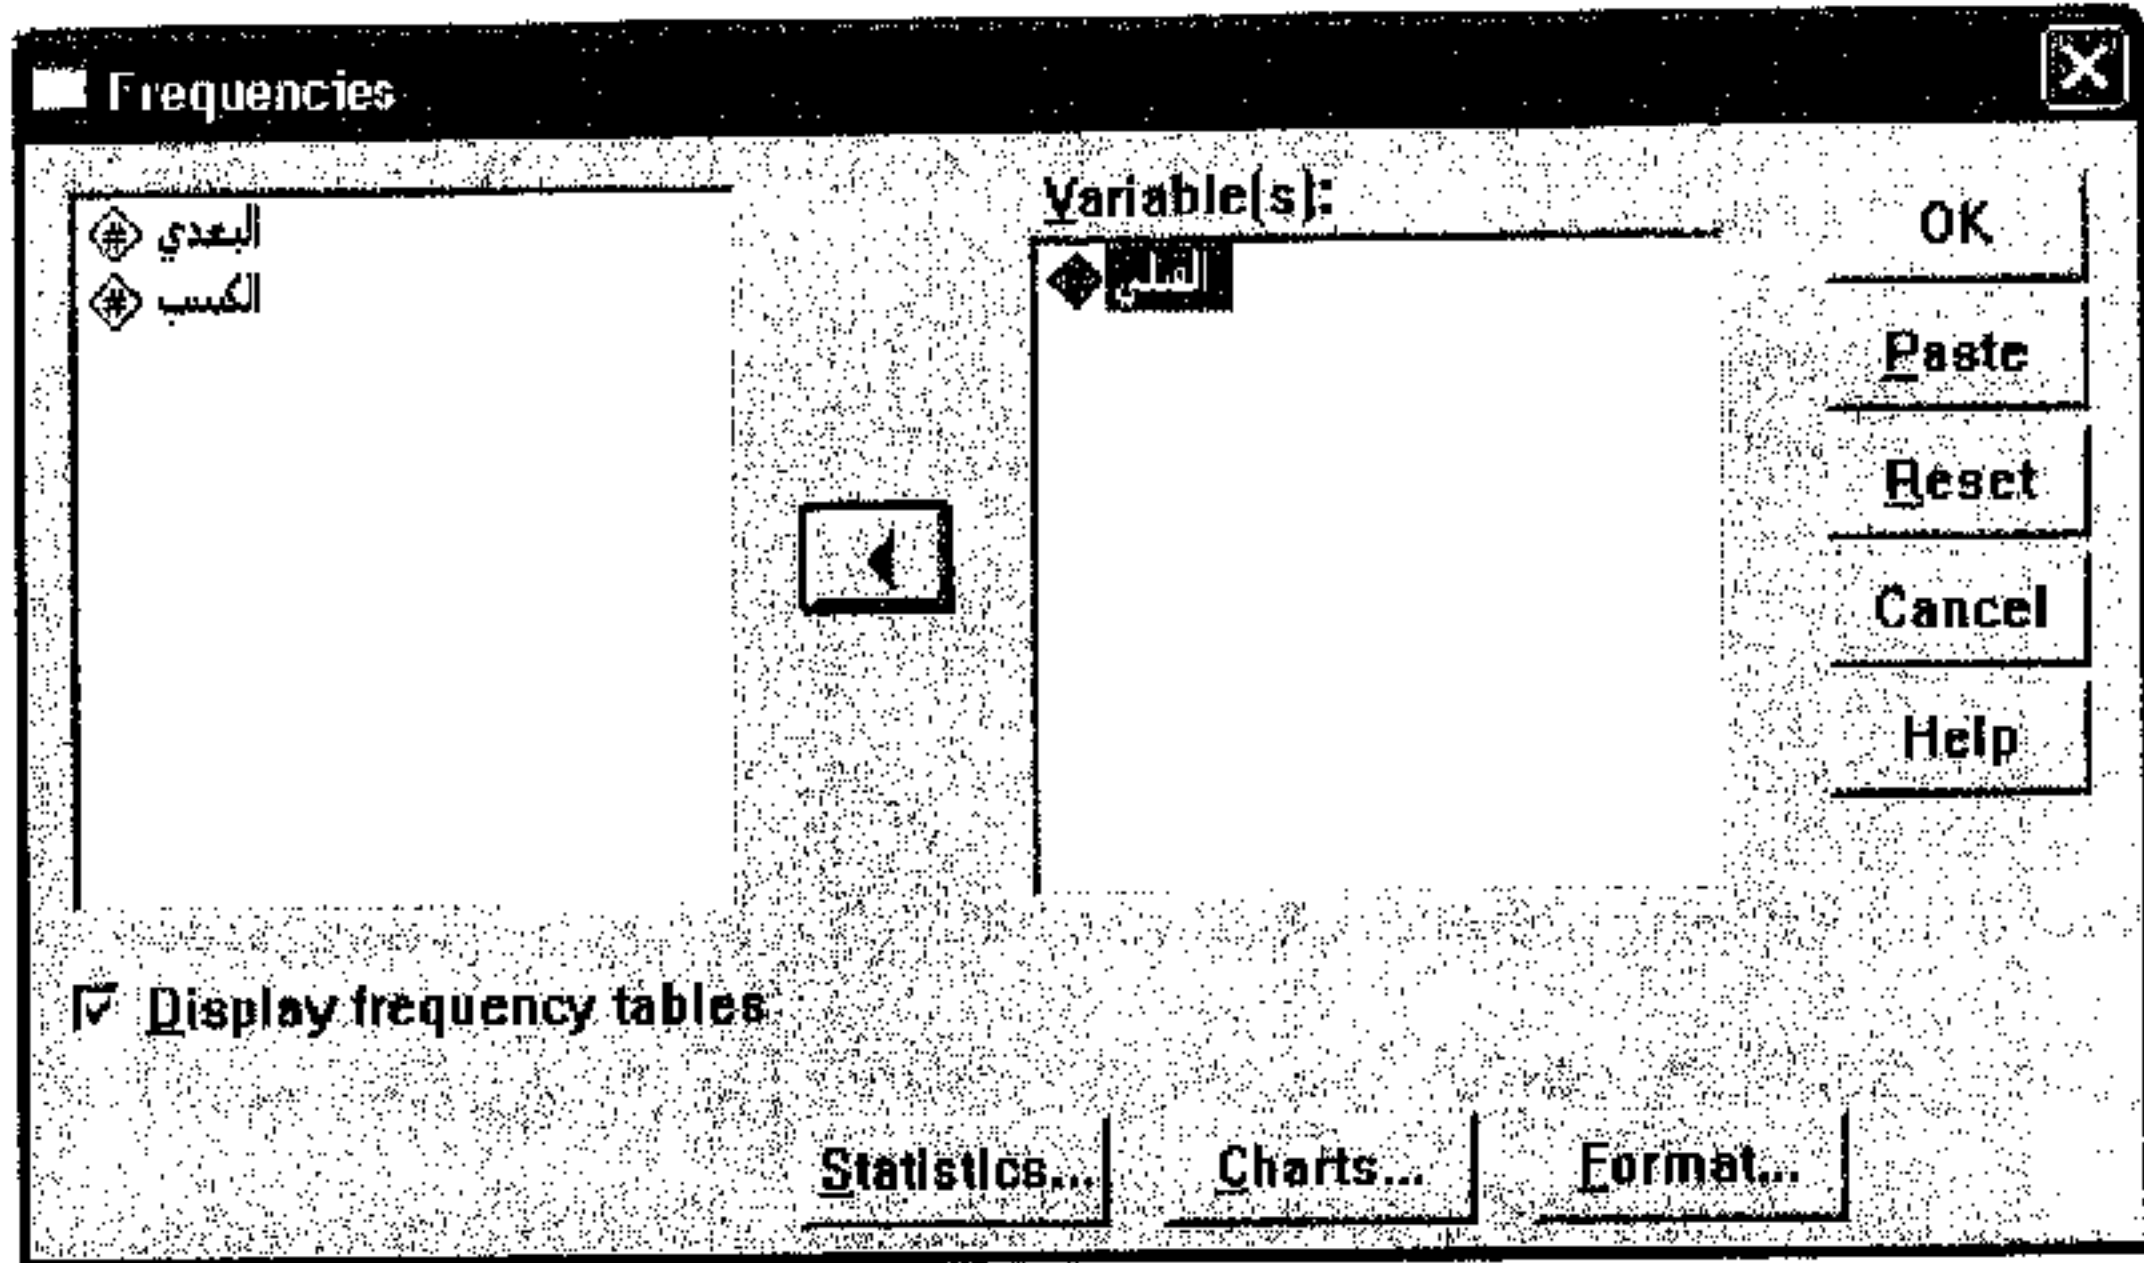 Frequencies
البعدي
الكسب
Variable(s):
OK
Paste
Reset
Cancel
Help
Display frequency tables
Statistics...
Charts...
Format...